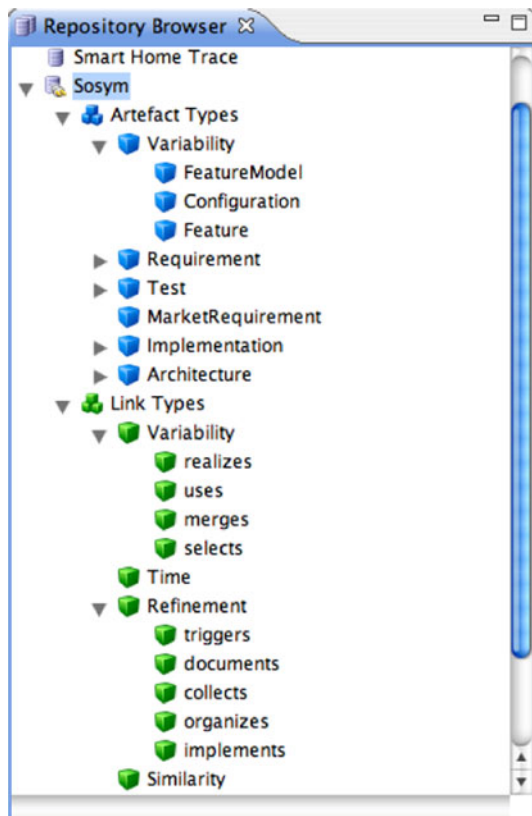 Repository Browser
Smart Home Trace
Sosym
Artefact Types
Variability
FeatureModel
Configuration
Feature
Requirement
Test
MarketRequirement
Implementation
Architecture
Link Types
Variability
realizes
uses
merges
selects
Time
Refinement
triggers
documents
collects
organizes
implements
Similarity